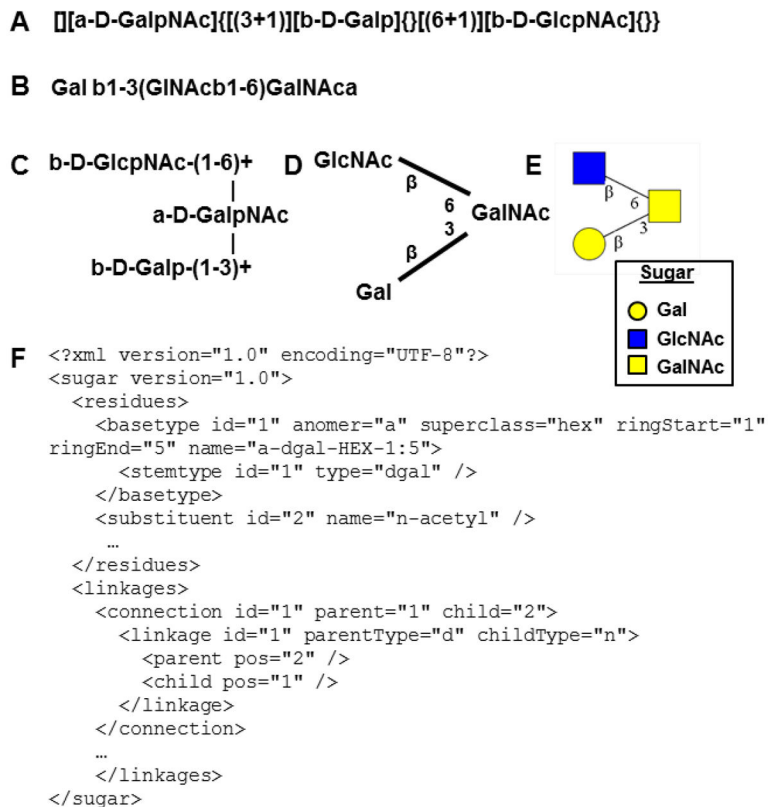 A [][a-D-GalpNAc]{[(3+1)][b-D-Galp]{}[(6+1)][b-D-GlcpNAc]{}}
B Gal b1-3(GlNAcb1-6)GalNAca
C b-D-GlcpNAc-(1-6)+
|
a-D-GalpNAc
|
b-D-Galp-(1-3)+
D GlcNAc
β
6
GalNAc
3
β
Gal
E
β
6
3
β
Sugar
Gal
GlcNAc
GalNAc
F <?xml version="1.0" encoding="UTF-8"?>
<sugar version="1.0">
<residues>
<basetype id="1" anomer="a" superclass="hex" ringStart="1"
ringEnd="5" name="a-dgal-HEX-1:5">
<stemtype id="1" type="dgal" />
</basetype>
<substituent id="2" name="n-acetyl" />
…
</residues>
<linkages>
<connection id="1" parent="1" child="2">
<linkage id="1" parentType="d" childType="n">
<parent pos="2" />
<child pos="1" />
</linkage>
</connection>
…
</linkages>
</sugar>